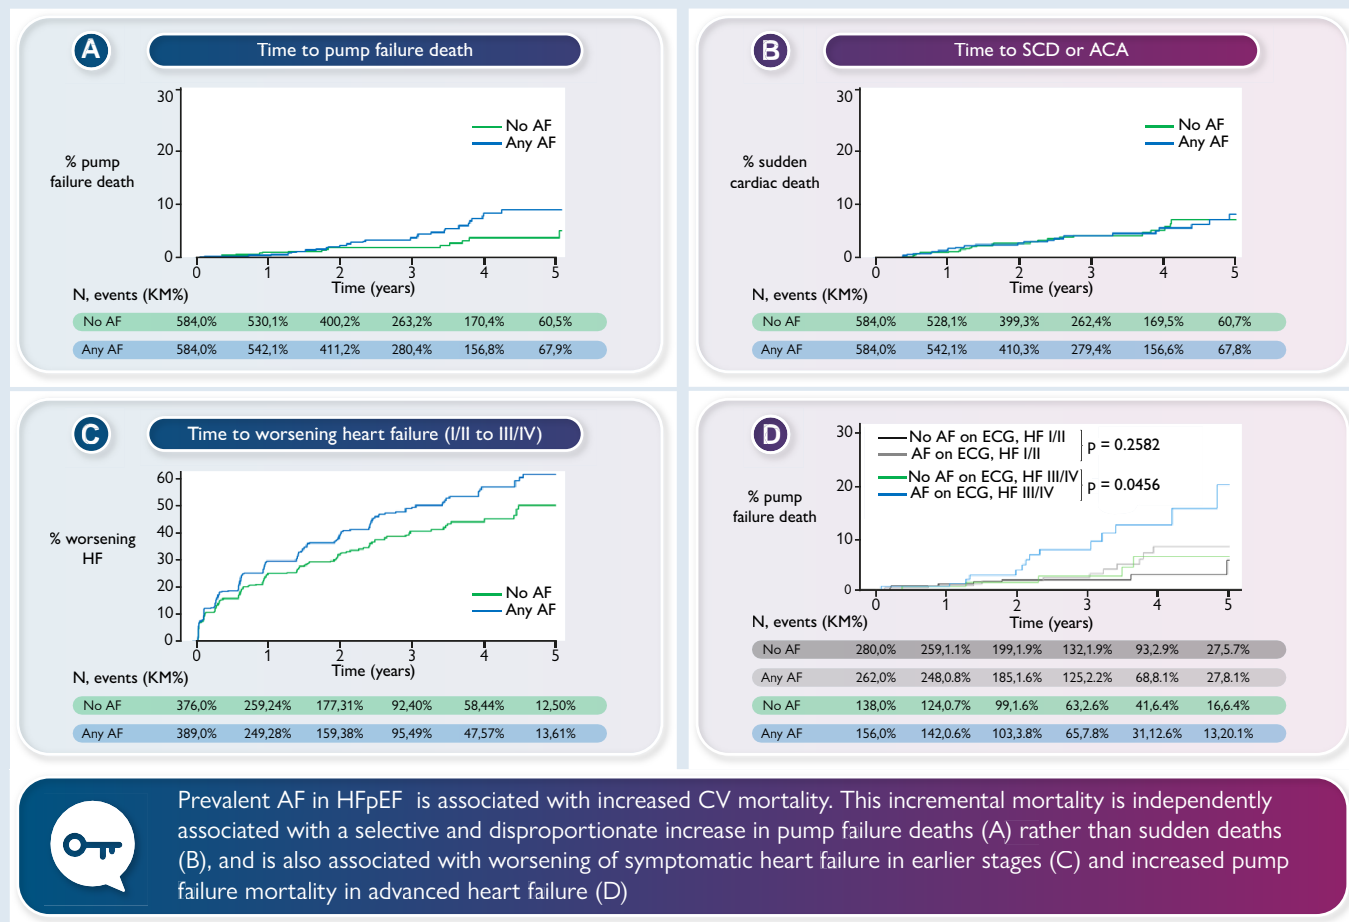 A
Time to pump failure death
30
20
10
0
% pump
failure death
No AF
Any AF
0 1 2 3 4 5
Time (years)
N, events (KM%)
No AF 584,0% 530,1% 400,2% 263,2% 170,4% 60,5%
Any AF 584,0% 542,1% 411,2% 280,4% 156,8% 67,9%
B
Time to SCD or ACA
30
20
10
0
% sudden
cardiac death
No AF
Any AF
0 1 2 3 4 5
Time (years)
N, events (KM%)
No AF 584,0% 528,1% 399,3% 262,4% 169,5% 60,7%
Any AF 584,0% 542,1% 410,3% 279,4% 156,6% 67,8%
C
Time to worsening heart failure (I/II to III/IV)
60
50
40
30
20
10
0
% worsening
HF
No AF
Any AF
0 1 2 3 4 5
Time (years)
N, events (KM%)
No AF 376,0% 259,24% 177,31% 92,40% 58,44% 12,50%
Any AF 389,0% 249,28% 159,38% 95,49% 47,57% 13,61%
D
30
20
10
0
% pump
failure death
No AF on ECG, HF I/II
AF on ECG, HF I/II
p = 0.2582
No AF on ECG, HF III/IV
AF on ECG, HF III/IV
p = 0.0456
0 1 2 3 4 5
Time (years)
N, events (KM%)
No AF 280,0% 259,1.1% 199,1.9% 132,1.9% 93,2.9% 27,5.7%
Any AF 262,0% 248,0.8% 185,1.6% 125,2.2% 68,8.1% 27,8.1%
No AF 138,0% 124,0.7% 99,1.6% 63,2.6% 41,6.4% 16,6.4%
Any AF 156,0% 142,0.6% 103,3.8% 65,7.8% 31,12.6% 13,20.1%
Prevalent AF in HFpEF is associated with increased CV mortality. This incremental mortality is independently
associated with a selective and disproportionate increase in pump failure deaths (A) rather than sudden deaths
(B), and is also associated with worsening of symptomatic heart failure in earlier stages (C) and increased pump
failure mortality in advanced heart failure (D)